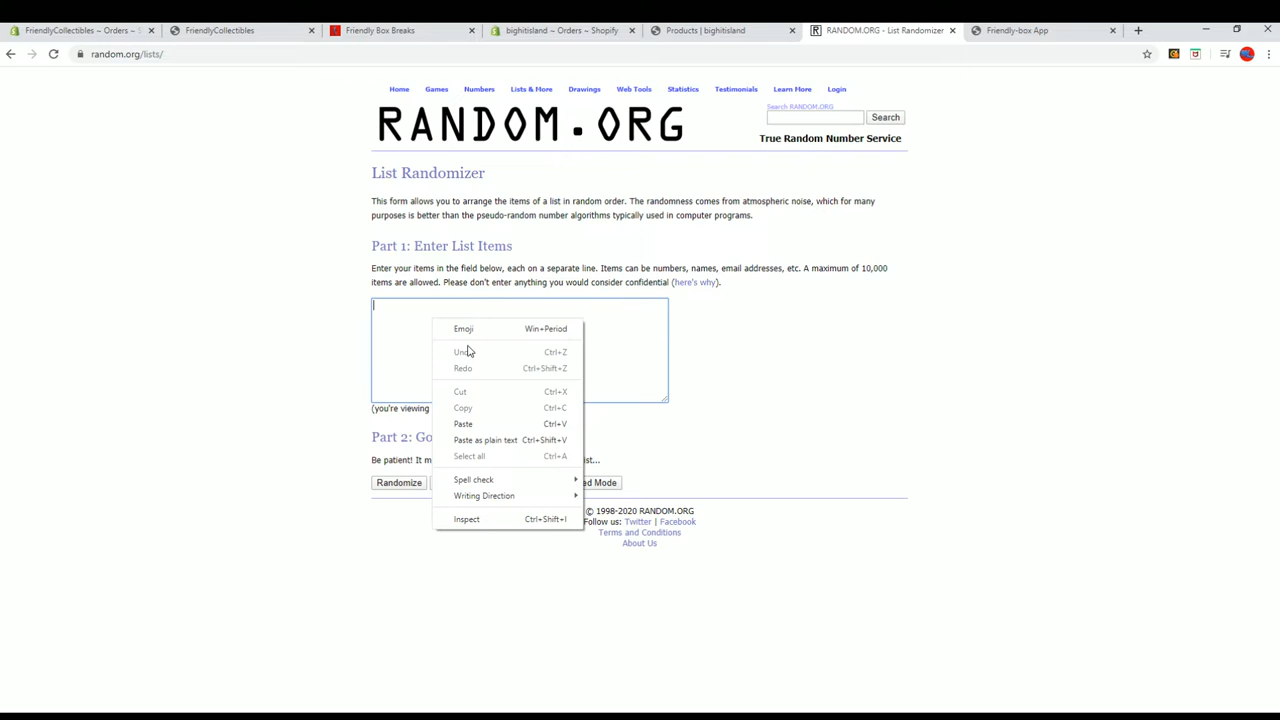 FriendlyCollectibles ~ Orders ~ S
FriendlyCollectibles
Friendly Box Breaks
bighitisland ~ Orders ~ Shopify
Products | bighitisland
RANDOM.ORG - List Randomizer
Friendly-box App
random.org/lists/
Home Games Numbers Lists & More Drawings Web Tools Statistics Testimonials Learn More Login
RANDOM.ORG
Search RANDOM.ORG
Search
True Random Number Service
List Randomizer
This form allows you to arrange the items of a list in random order. The randomness comes from atmospheric noise, which for many
purposes is better than the pseudo-random number algorithms typically used in computer programs.
Part 1: Enter List Items
Enter your items in the field below, each on a separate line. Items can be numbers, names, email addresses, etc. A maximum of 10,000
items are allowed. Please don't enter anything you would consider confidential (here's why).
Emoji Win+Period
Undo Ctrl+Z
Redo Ctrl+Shift+Z
Cut Ctrl+X
Copy Ctrl+C
Paste Ctrl+V
Paste as plain text Ctrl+Shift+V
Select all Ctrl+A
Spell check
Writing Direction
Inspect Ctrl+Shift+I
(you're viewing
Part 2: Go
Be patient! It m
st...
Randomize
ed Mode
© 1998-2020 RANDOM.ORG
Follow us: Twitter | Facebook
Terms and Conditions
About Us